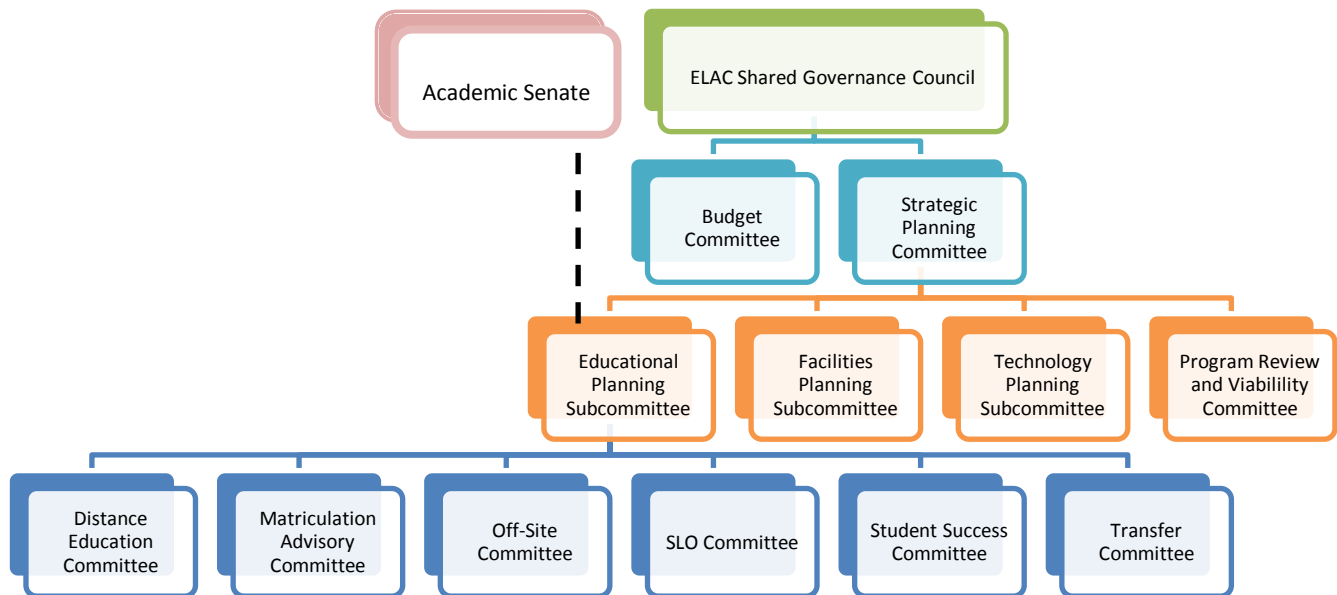 Academic Senate
ELAC Shared Governance Council
Budget
Committee
Strategic
Planning
Committee
Educational
Planning
Subcommittee
Facilities
Planning
Subcommittee
Technology
Planning
Subcommittee
Program Review
and Viabilility
Committee
Distance
Education
Committee
Matriculation
Advisory
Committee
Off-Site
Committee
SLO Committee
Student Success
Committee
Transfer
Committee